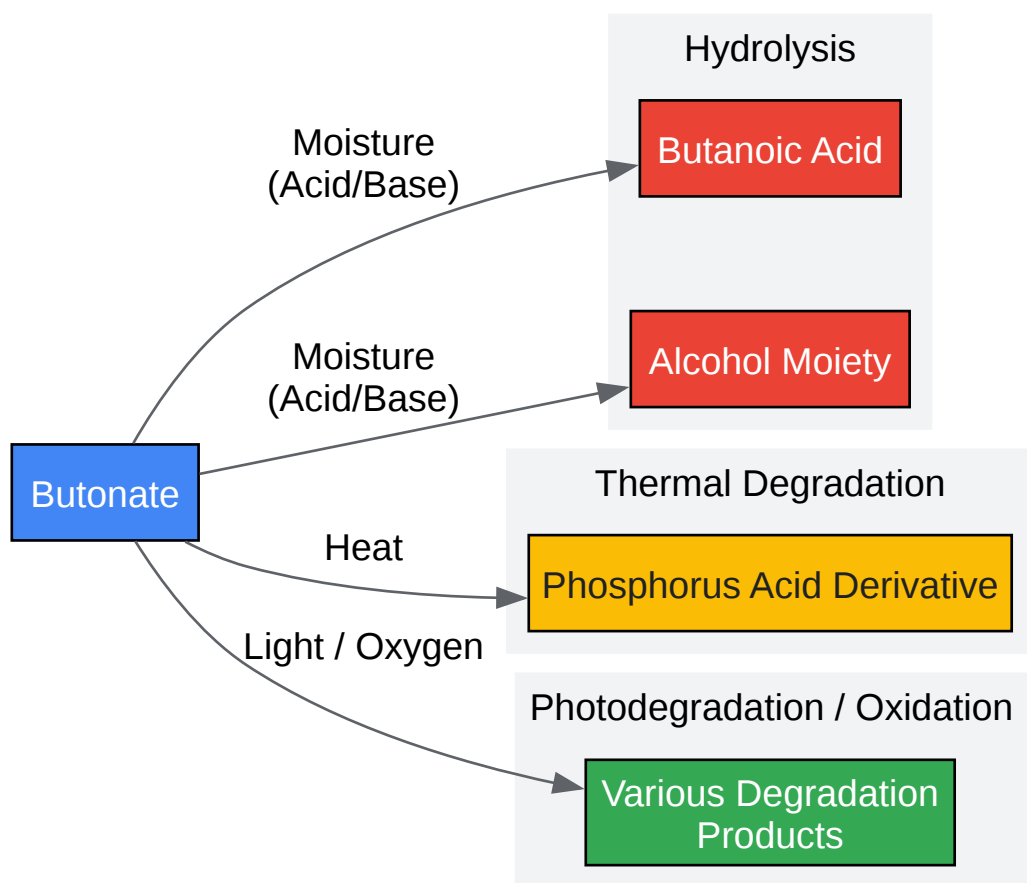 Hydrolysis
Moisture
(Acid/Base)
Butanoic Acid
Moisture
(Acid/Base)
Alcohol Moiety
Butonate
Thermal Degradation
Heat
Phosphorus Acid Derivative
Light / Oxygen
Photodegradation / Oxidation
Various Degradation
Products